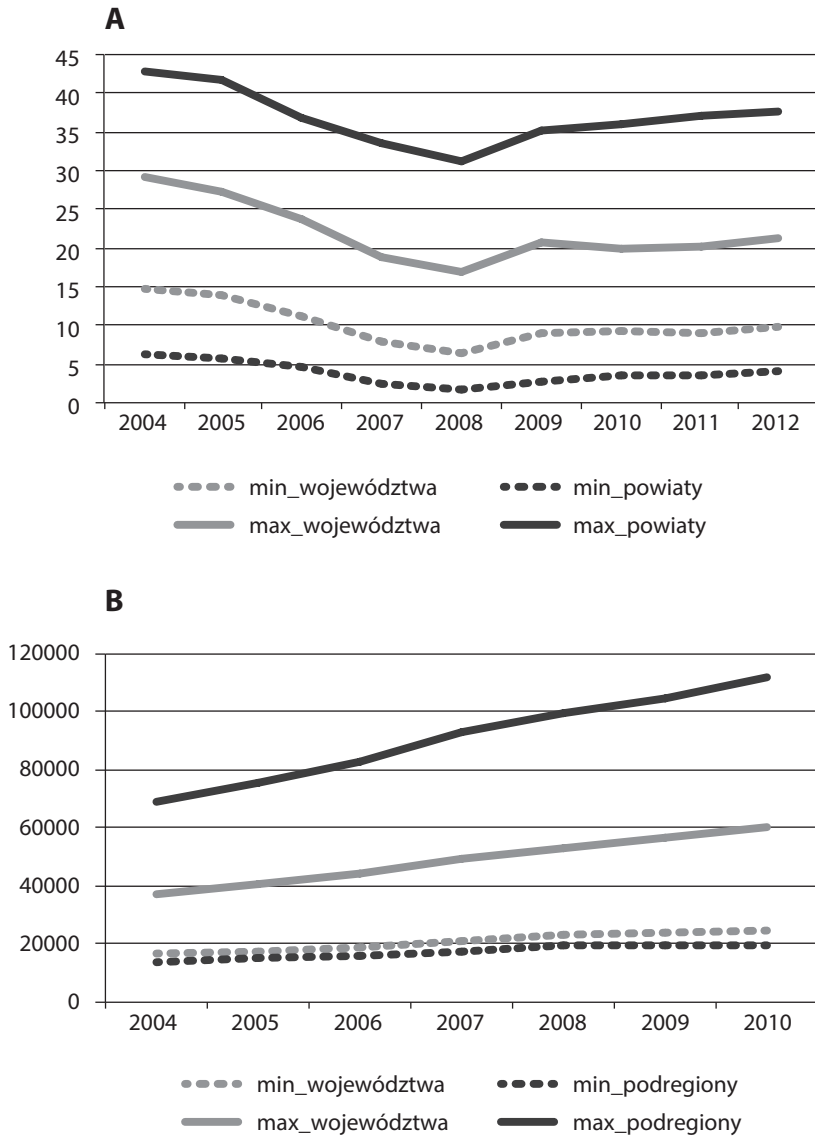 A
45
40
35
30
25
20
15
10
5
0
2004 2005 2006 2007 2008 2009 2010 2011 2012
min_województwa min_powiaty
max_województwa max_powiaty
B
120000
100000
80000
60000
40000
20000
0
2004 2005 2006 2007 2008 2009 2010
min_województwa min_podregiony
max_województwa max_podregiony